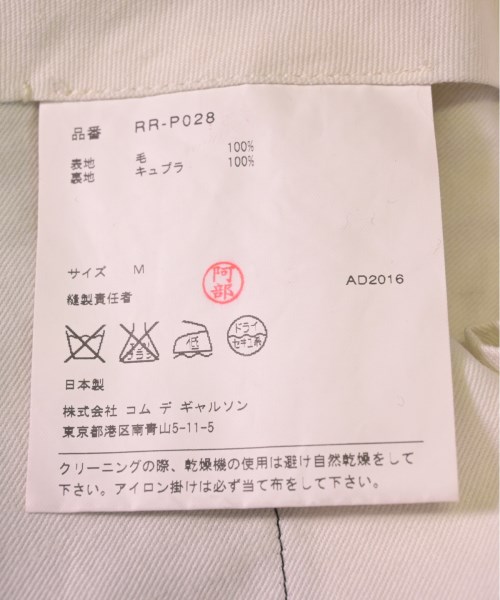 品番 RR-P028
表地 毛 100%
裏地 キュプラ 100%
サイズ M
縫製責任者 阿部 AD2016
低 ドライ セキユ系
日本製
株式会社 コム デ ギャルソン
東京都港区南青山5-11-5
クリーニングの際、乾燥機の使用は避け自然乾燥をして
下さい。アイロン掛けは必ず当て布をして下さい。